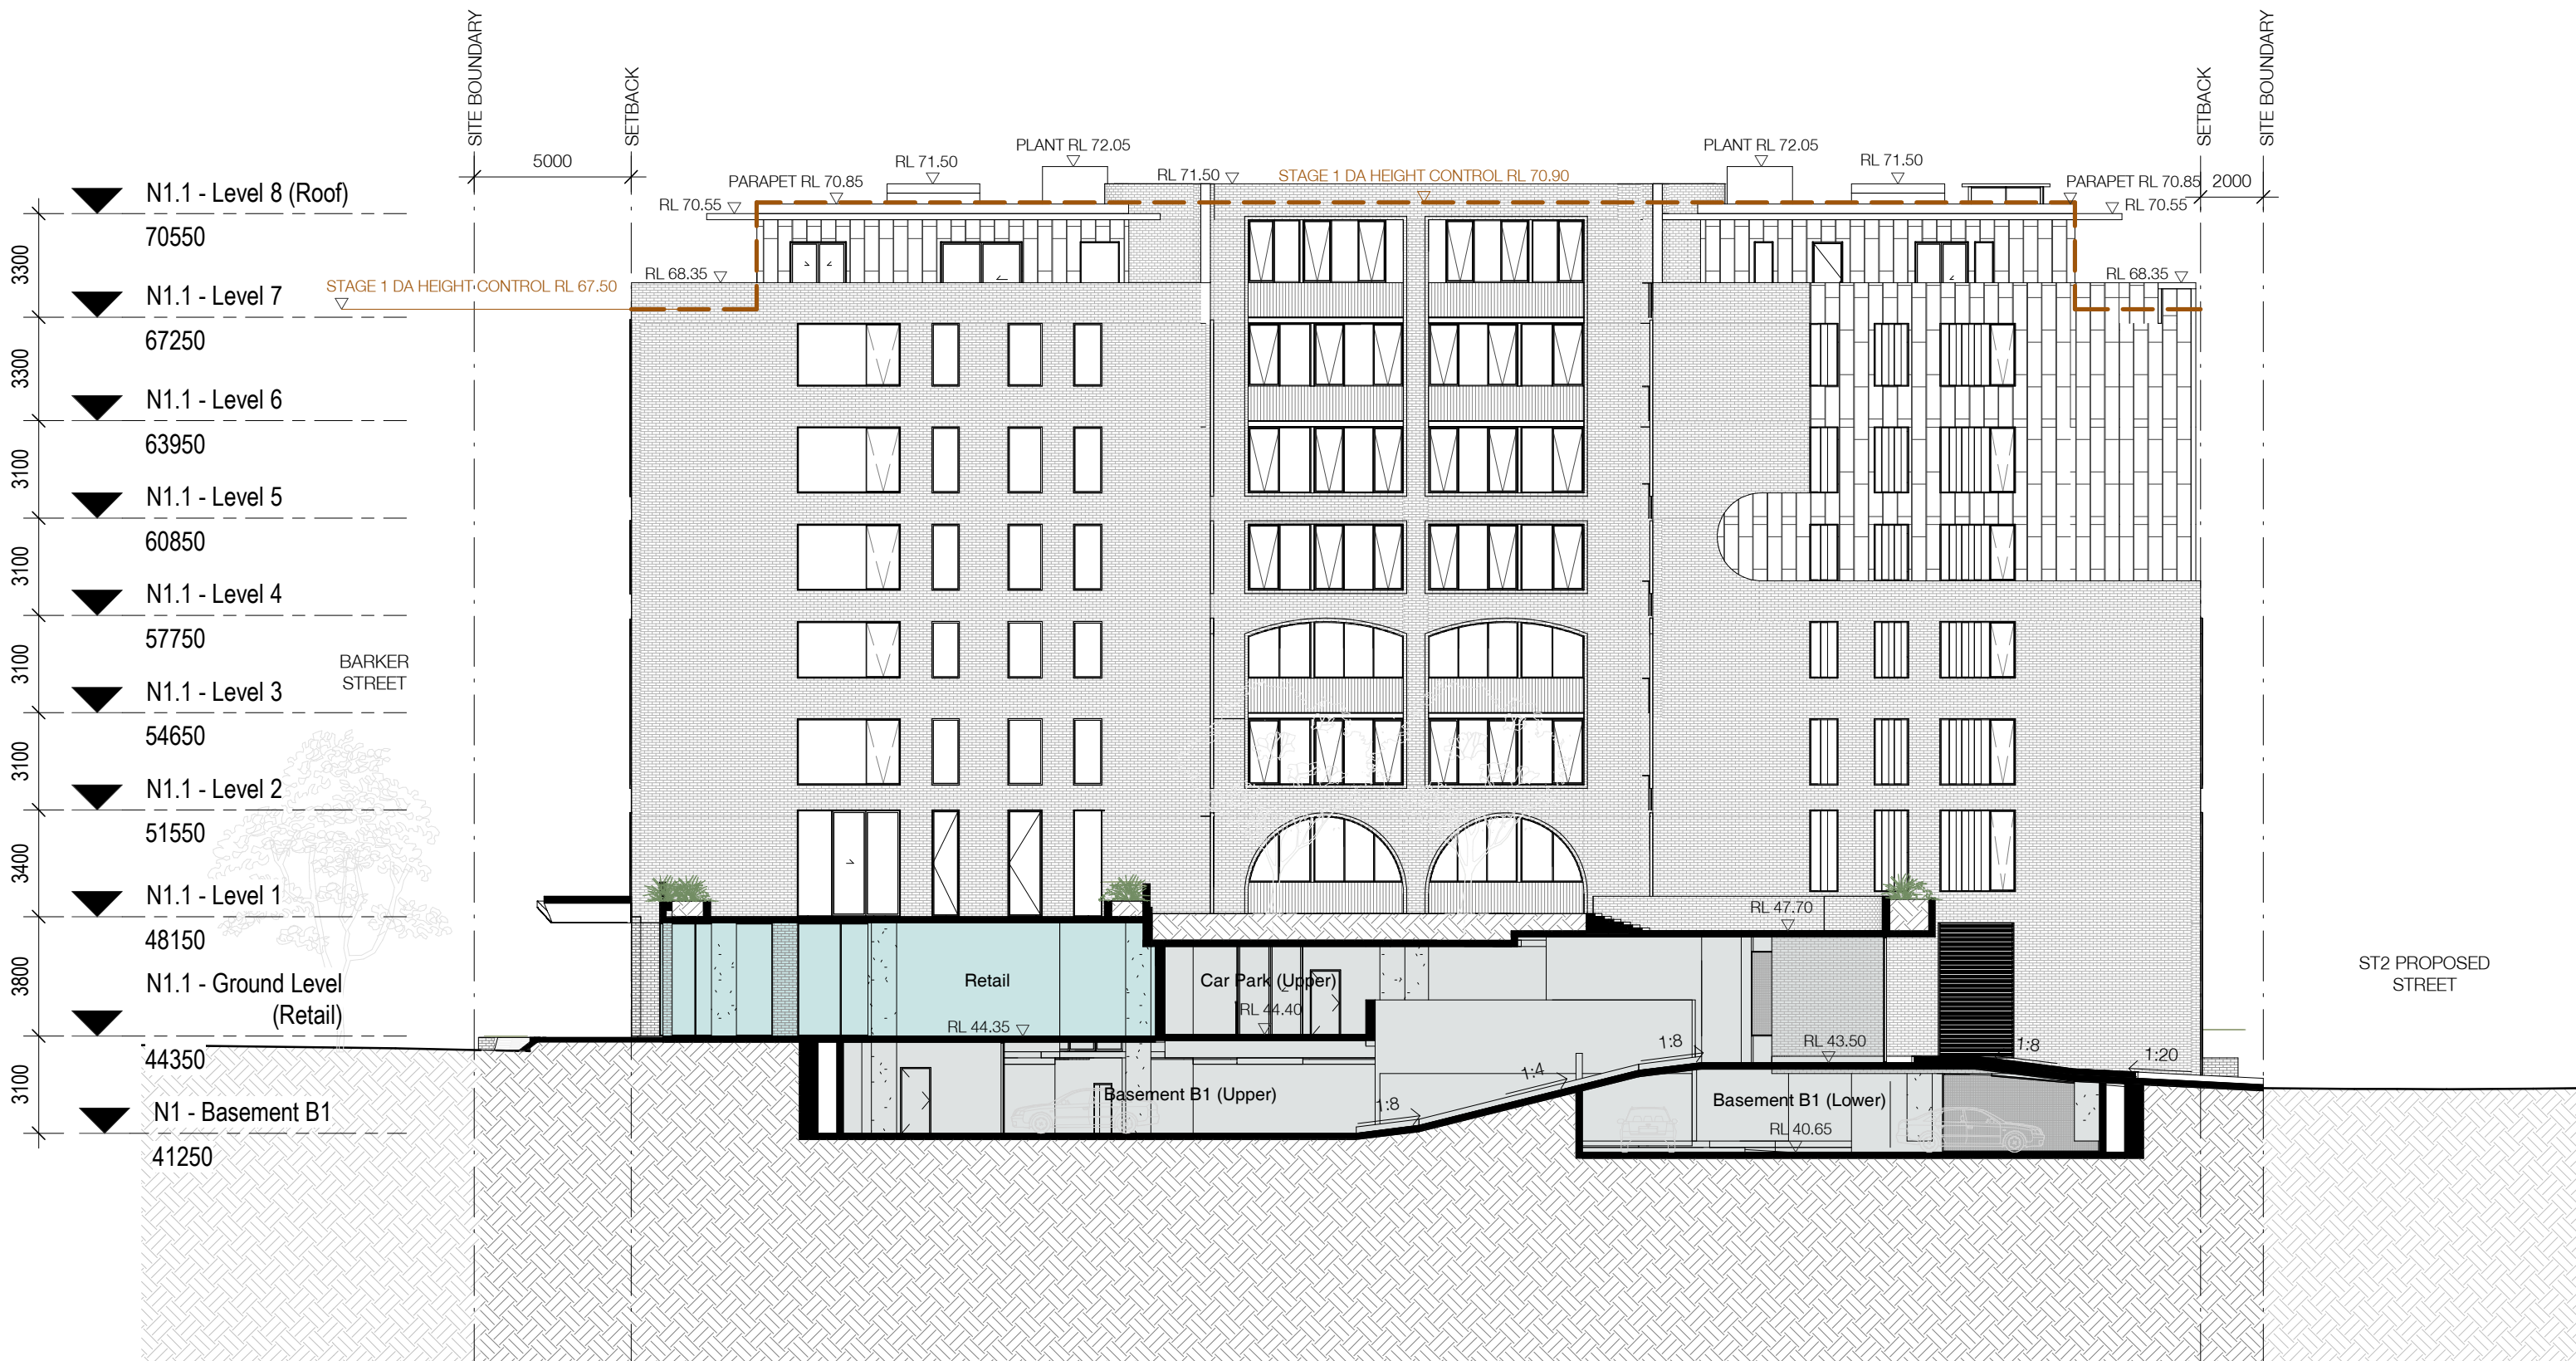 SITE BOUNDARY
SETBACK
SETBACK
SITE BOUNDARY
5000
2000
PLANT RL 72.05
RL 71.50
PARAPET RL 70.85
RL 70.55
RL 68.35
RL 71.50
STAGE 1 DA HEIGHT CONTROL RL 70.90
PLANT RL 72.05
RL 71.50
PARAPET RL 70.85
RL 70.55
RL 68.35
STAGE 1 DA HEIGHT CONTROL RL 67.50
N1.1 - Level 8 (Roof)
70550
3300
N1.1 - Level 7
67250
3300
N1.1 - Level 6
63950
3100
N1.1 - Level 5
60850
3100
N1.1 - Level 4
57750
3100
N1.1 - Level 3
54650
3100
N1.1 - Level 2
51550
3400
N1.1 - Level 1
48150
3800
N1.1 - Ground Level
(Retail)
44350
3100
N1 - Basement B1
41250
BARKER
STREET
ST2 PROPOSED
STREET
RL 47.70
Retail
RL 44.35
Car Park (Upper)
RL 44.40
RL 43.50
1:8
1:4
1:8
1:8
1:20
Basement B1 (Upper)
Basement B1 (Lower)
RL 40.65